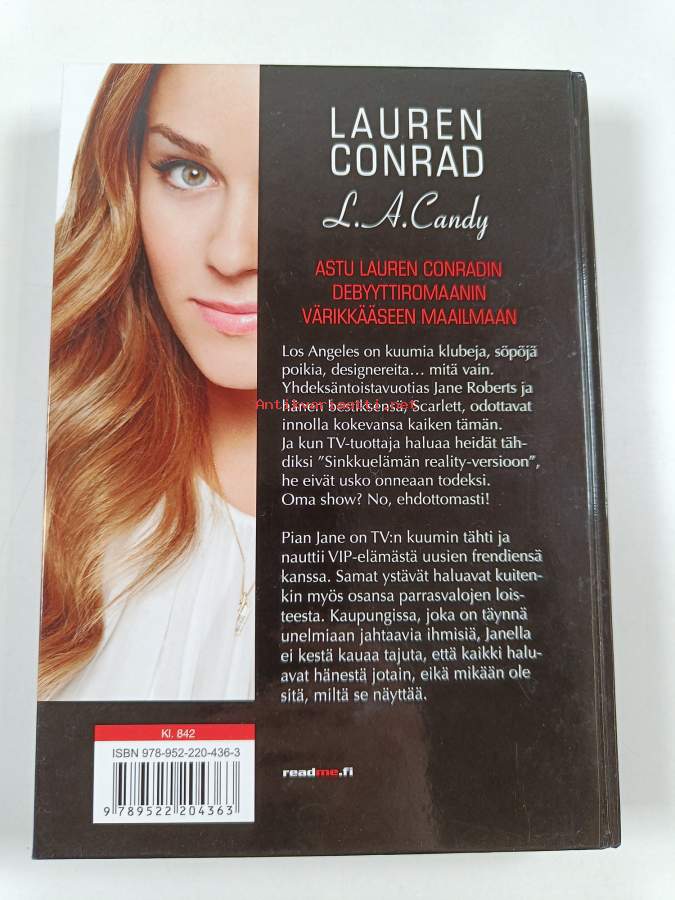 LAUREN
CONRAD
L.A.Candy
ASTU LAUREN CONRADIN
DEBYYTTIROMAANIN
VÄRIKKÄÄSEEN MAAILMAAN
Los Angeles on kuumia klubeja, söpöjä
poikia, designereita... mitä vain.
Yhdeksäntoistavuotias Jane Roberts ja
hänen bestiksensä, Scarlett, odottavat
Antikvariaatti.net
innolla kokevansa kaiken tämän.
Ja kun TV-tuottaja haluaa heidät täh-
diksi ”Sinkkuelämän reality-versioon”,
he eivät usko onneaan todeksi.
Oma show? No, ehdottomasti!
Pian Jane on TV:n kuumin tähti ja
nauttii VIP-elämästä uusien frendiensä
kanssa. Samat ystävät haluavat kuiten-
kin myös osansa parrasvalojen lois-
teesta. Kaupungissa, joka on täynnä
unelmiaan jahtaavia ihmisiä, Janella
ei kestä kauaa tajuta, että kaikki halu-
avat hänestä jotain, eikä mikään ole
sitä, miltä se näyttää.
Kl. 842
ISBN 978-952-220-436-3
9 789522 204363
readme.fi